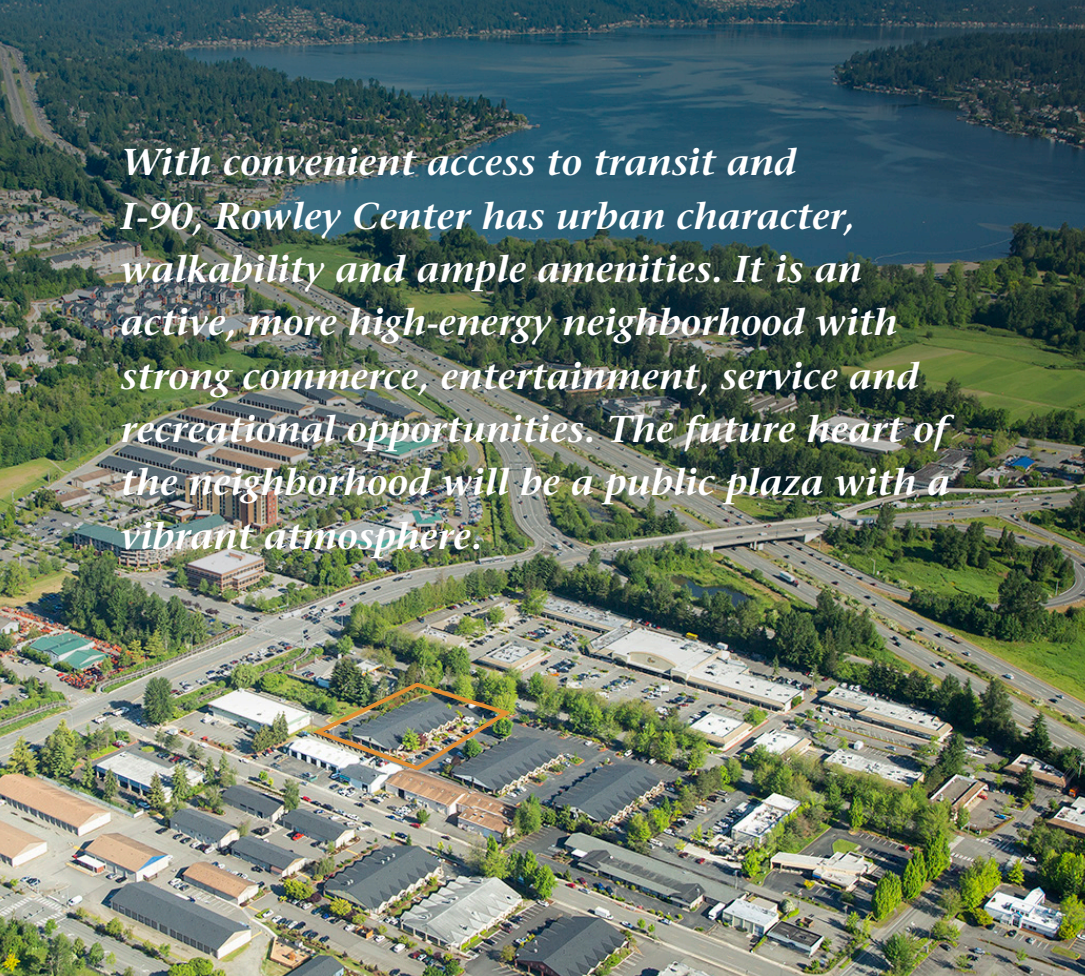 With convenient access to transit and
I-90, Rowley Center has urban character,
walkability and ample amenities. It is an
active, more high-energy neighborhood with
strong commerce, entertainment, service and
recreational opportunities. The future heart of
the neighborhood will be a public plaza with a
vibrant atmosphere.